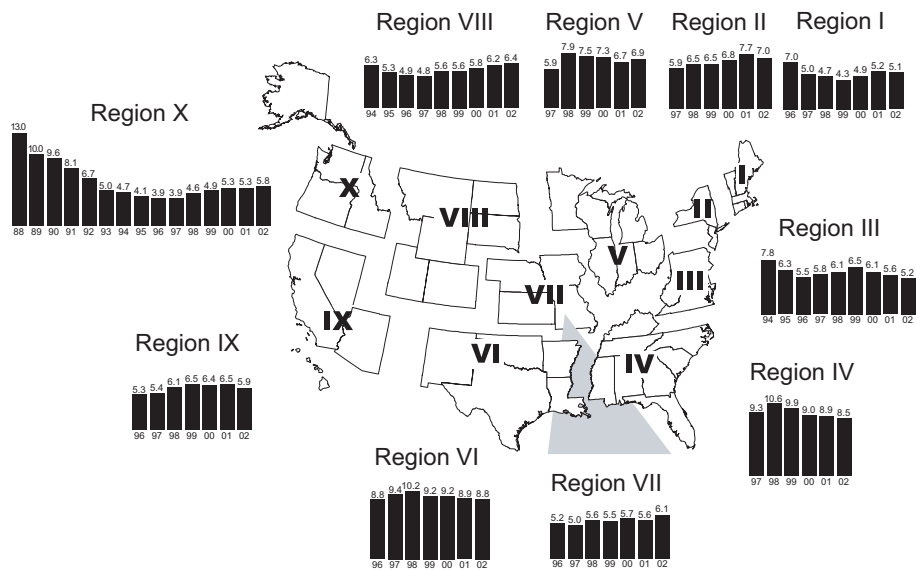 Region VIII
6.3 5.3 4.9 4.8 5.6 5.6 5.8 6.2 6.4
94 95 96 97 98 99 00 01 02
Region V
5.9 7.9 7.5 7.3 6.7 6.9
97 98 99 00 01 02
Region II
5.9 6.5 6.5 6.8 7.7 7.0
97 98 99 00 01 02
Region I
7.0 5.0 4.7 4.3 4.9 5.2 5.1
96 97 98 99 00 01 02
Region X
13.0 10.0 9.6 8.1 6.7 5.0 4.7 4.1 3.9 3.9 4.6 4.9 5.3 5.3 5.8
88 89 90 91 92 93 94 95 96 97 98 99 00 01 02
I
X
VIII
II
V
III
VII
IX
VI
IV
Region III
7.8 6.3 5.5 5.8 6.1 6.5 6.1 5.6 5.2
94 95 96 97 98 99 00 01 02
Region IX
5.3 5.4 6.1 6.5 6.4 6.5 5.9
96 97 98 99 00 01 02
Region IV
9.3 10.6 9.9 9.0 8.9 8.5
97 98 99 00 01 02
Region VI
8.8 9.4 10.2 9.2 9.2 8.9 8.8
96 97 98 99 00 01 02
Region VII
5.2 5.0 5.6 5.5 5.7 5.6 6.1
96 97 98 99 00 01 02